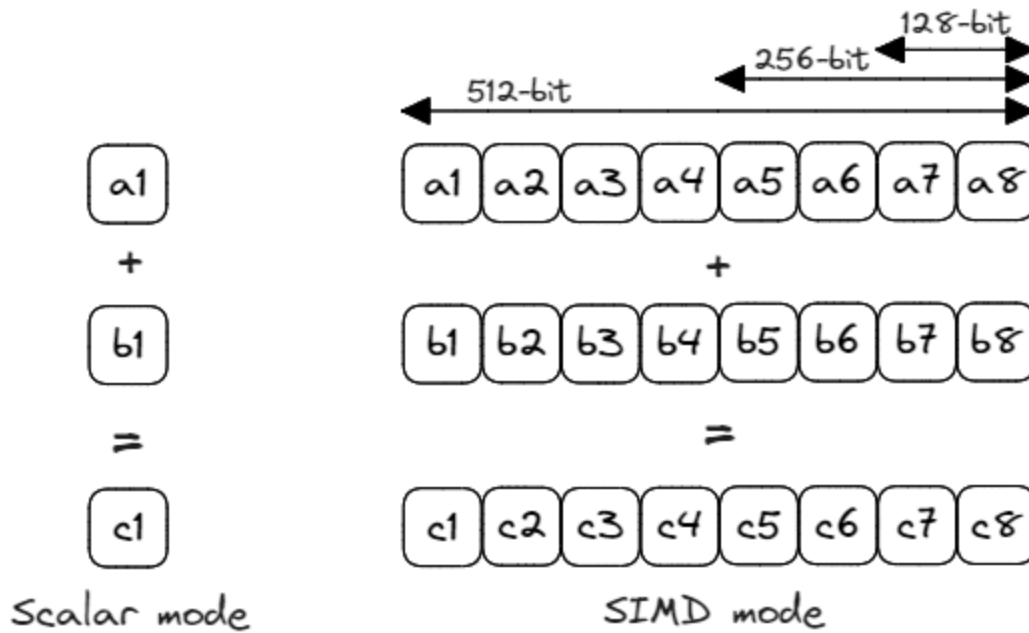 128-bit
256-bit
512-bit
a1 a1 a2 a3 a4 a5 a6 a7 a8
+ +
b1 b1 b2 b3 b4 b5 b6 b7 b8
= =
c1 c1 c2 c3 c4 c5 c6 c7 c8
Scalar mode SIMD mode